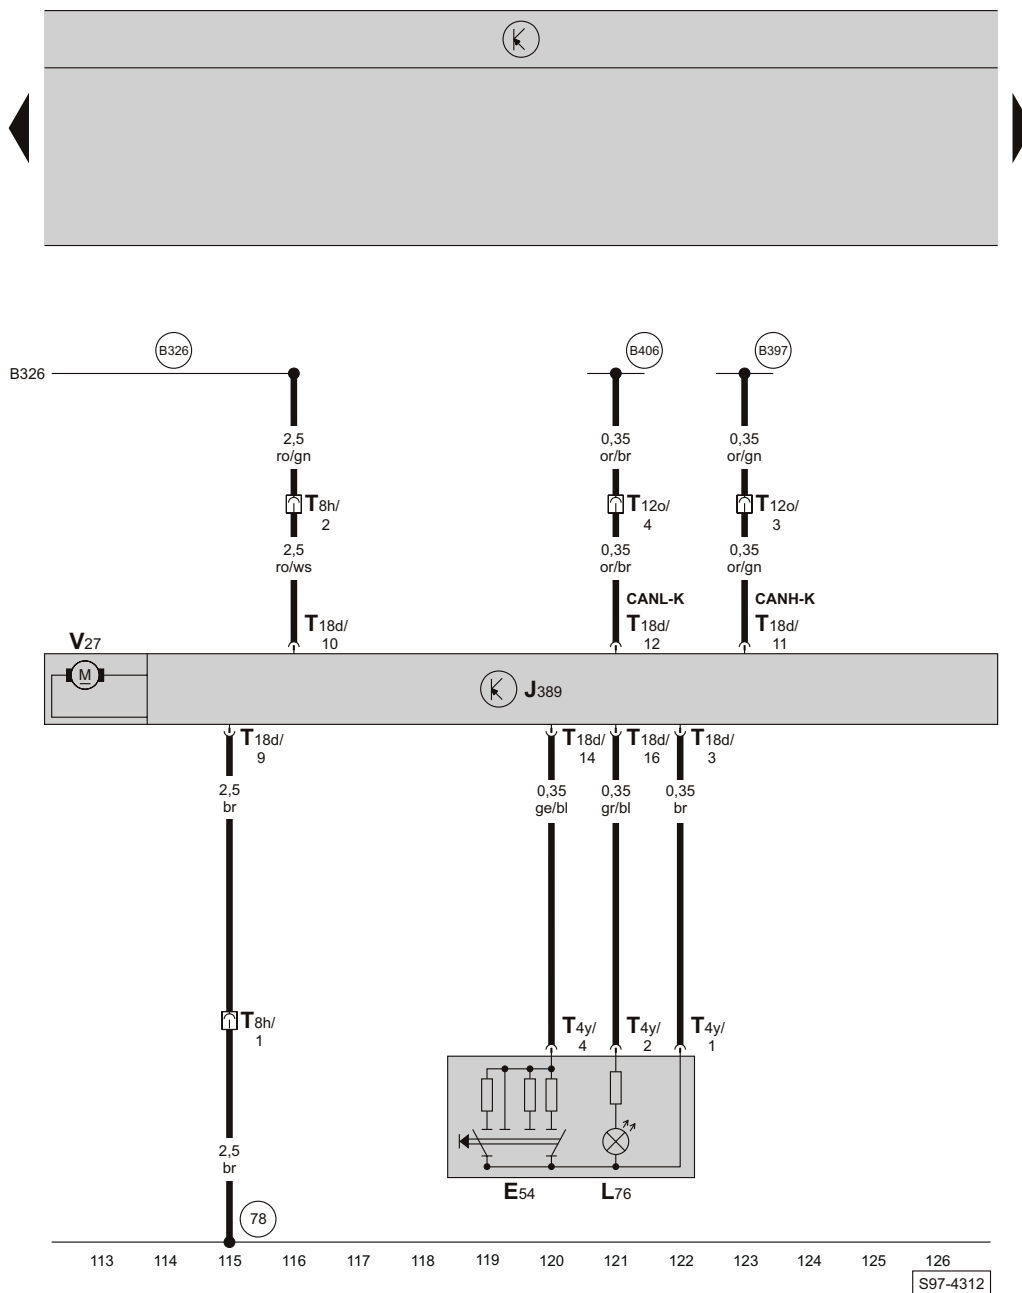 B326 B406 B397
B326
2,5 0,35 0,35
ro/gn or/br or/gn
T8h/ T12o/ T12o/
2 4 3
2,5 0,35 0,35
ro/ws or/br or/gn
CANL-K CANH-K
T18d/ T18d/ T18d/
10 12 11
V27
M
J389
T18d/ T18d/ T18d/ T18d/
9 14 16 3
2,5 0,35 0,35 0,35
br ge/bl gr/bl br
T8h/ T4y/ T4y/ T4y/
1 4 2 1
2,5
br
E54 L76
78
113 114 115 116 117 118 119 120 121 122 123 124 125 126
S97-4312